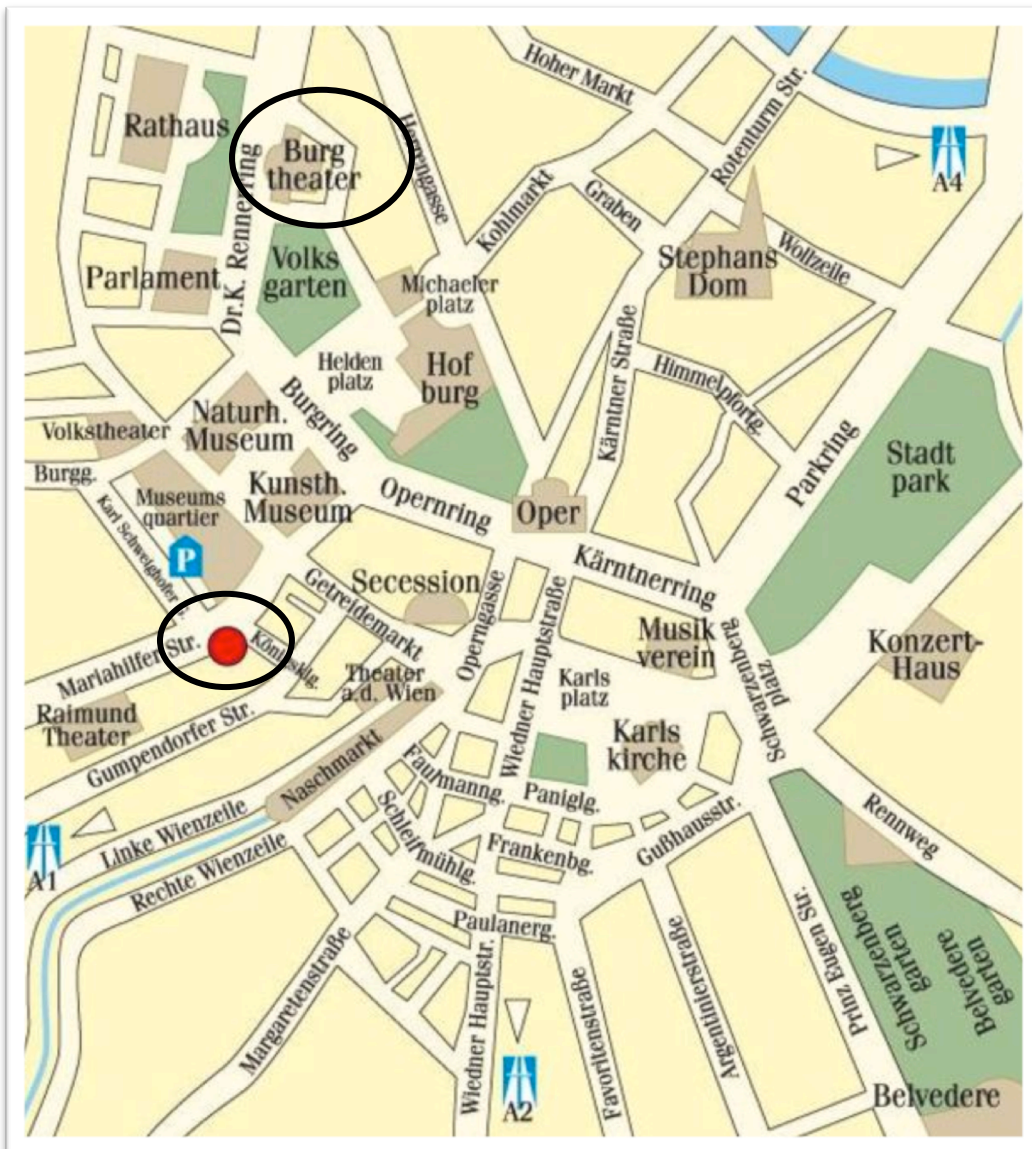 Hoher Markt
Rotenturm Str.
A4
Rathaus
Burg
theater
Herrengasse
Kohlmarkt
Graben
Stephans
Dom
Wollzeile
Dr.K. Rennerring
Parlament
Volks
garten
Michaeler
platz
Helden
platz
Hof
burg
Kärntner Straße
Himmelpfortg.
Burgring
Naturh.
Museum
Volkstheater
Burgg.
Museums
quartier
Kunsth.
Museum
Opernring
Oper
Parkring
Stadt
park
Karl Schweighofer
P
Secession
Getreidemarkt
Operngasse
Wiedner Hauptstraße
Kärntnerring
Musik
verein
Schwarzenberg
platz
Konzert-
Haus
Mariahilfer Str.
Theater
a.d. Wien
Karls
platz
Karls
kirche
Raimund
Theater
Gumpendorfer Str.
Naschmarkt
Faulmanng.
Paniglg.
Schleifmühlg.
Frankenbg.
Gußhausstr.
Rennweg
A1
Linke Wienzeile
Rechte Wienzeile
Paulanerg.
Margaretenstraße
Wiedner Hauptstr.
A2
Favoritenstraße
Argentinierstraße
Prinz Eugen Str.
Schwarzenberg
garten
Belvedere
garten
Belvedere